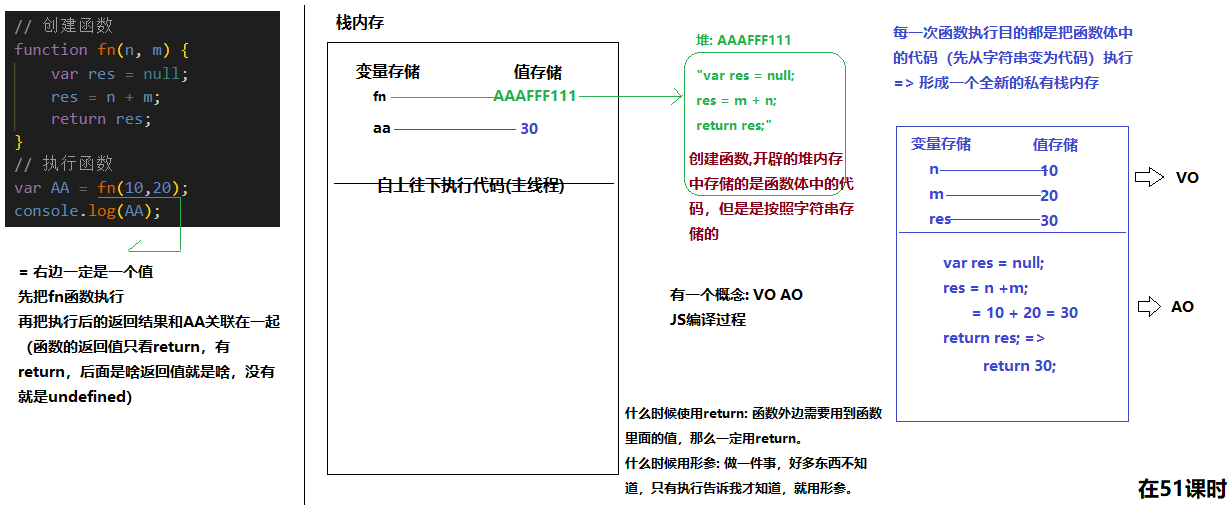 // 创建函数
function fn(n, m) {
var res = null;
res = n + m;
return res;
}
// 执行函数
var AA = fn(10,20);
console.log(AA);
= 右边一定是一个值
先把fn函数执行
再把执行后的返回结果和AA关联在一起
（函数的返回值只看return，有
return，后面是啥返回值就是啥，没有
就是undefined）
栈内存
变量存储 值存储
fn AAAFFF111
aa 30
自上往下执行代码(主线程)
堆: AAAFFF111
"var res = null;
res = m + n;
return res;"
创建函数,开辟的堆内存
中存储的是函数体中的代
码，但是是按照字符串存
储的
有一个概念: VO AO
JS编译过程
什么时候使用return: 函数外边需要用到函数
里面的值，那么一定用return。
什么时候用形参: 做一件事，好多东西不知
道，只有执行告诉我才知道，就用形参。
每一次函数执行目的都是把函数体中
的代码（先从字符串变为代码）执行
=> 形成一个全新的私有栈内存
变量存储 值存储
n 10
m 20
res 30
VO
var res = null;
res = n +m;
= 10 + 20 = 30
return res; =>
return 30;
AO
在51课时